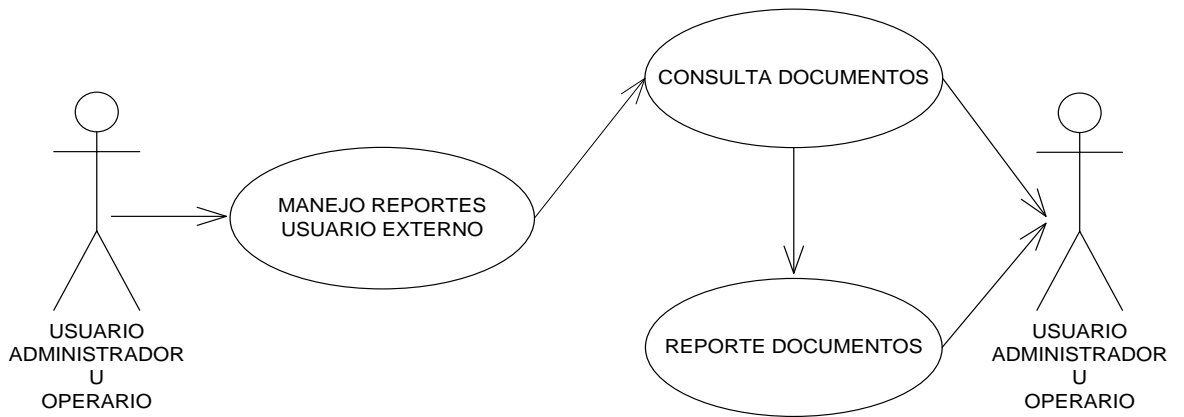 CONSULTA DOCUMENTOS
MANEJO REPORTES
USUARIO EXTERNO
USUARIO
ADMINISTRADOR
U
OPERARIO
REPORTE DOCUMENTOS
USUARIO
ADMINISTRADOR
U
OPERARIO